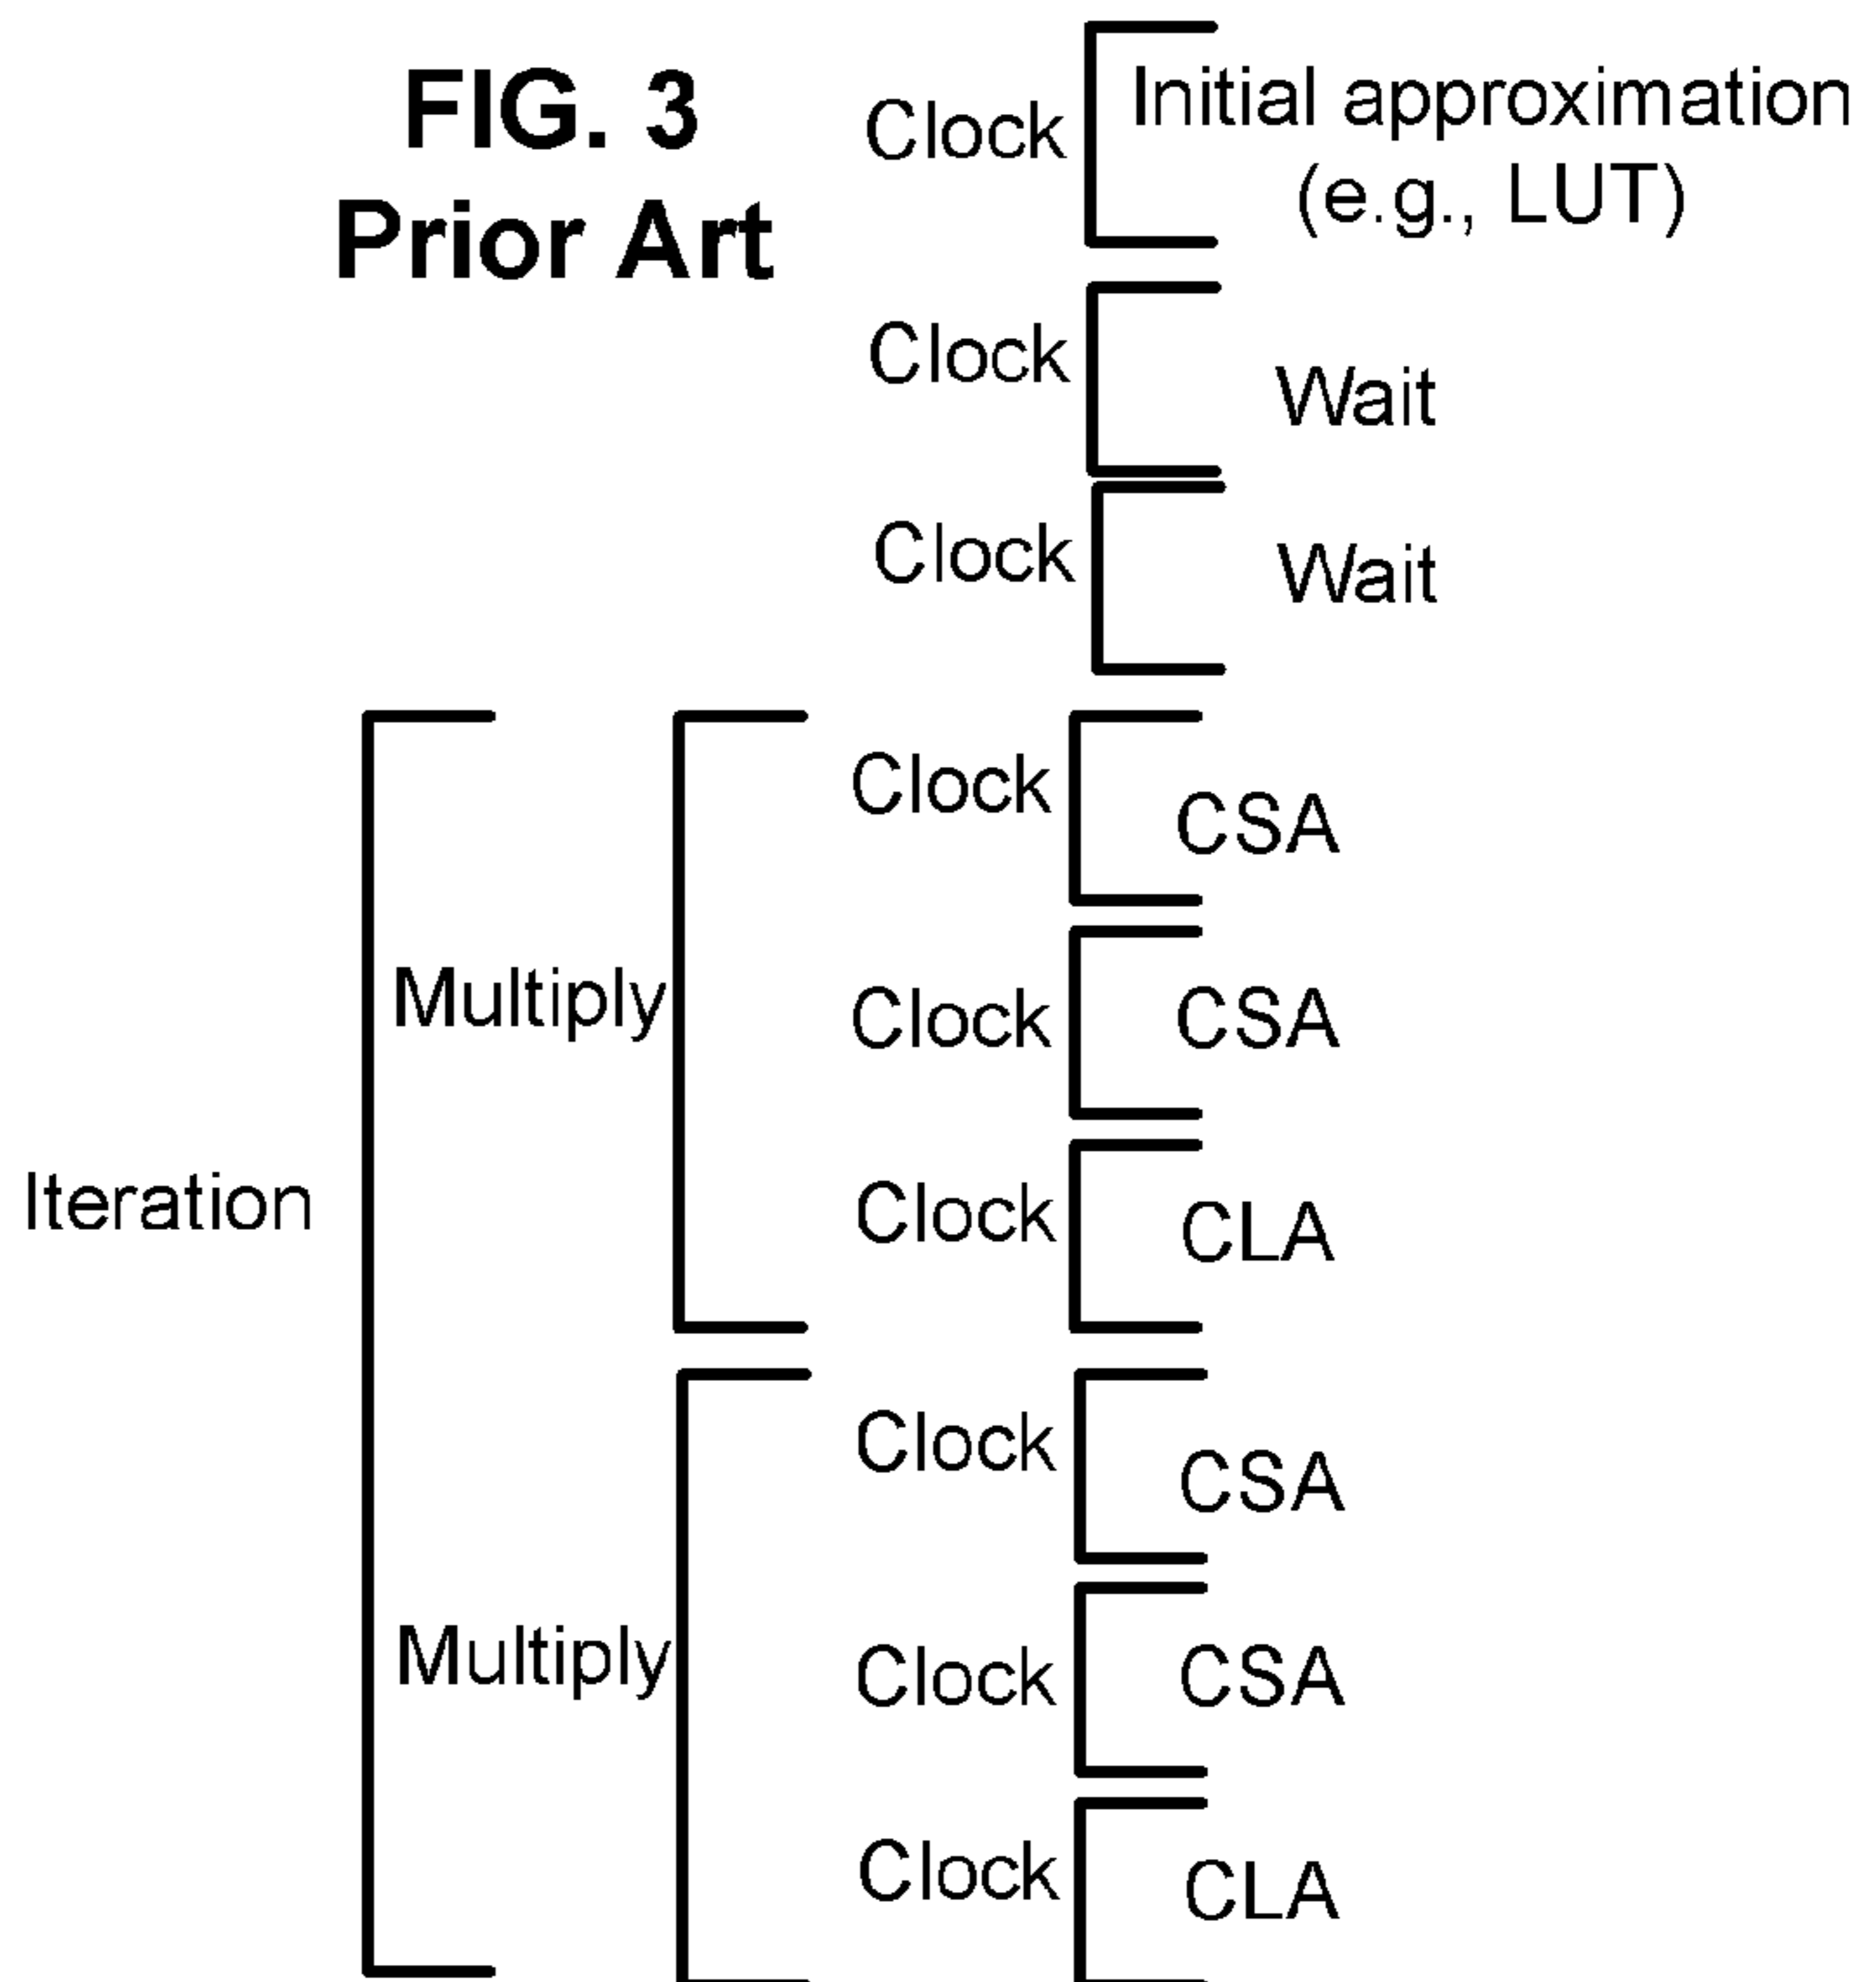 FIG. 3
Prior Art
Clock
Initial approximation
(e.g., LUT)
Clock
Wait
Clock
Wait
Iteration
Multiply
Clock
CSA
Clock
CSA
Clock
CLA
Multiply
Clock
CSA
Clock
CSA
Clock
CLA